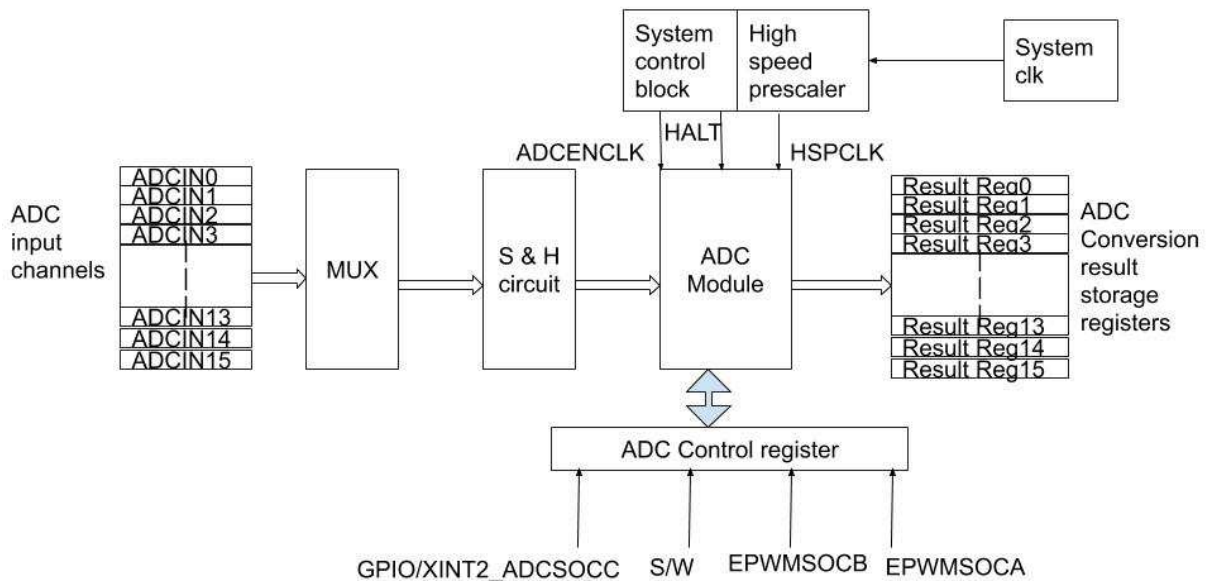 System
control
block
High
speed
prescaler
System
clk
HALT
ADCENCLK
HSPCLK
ADC
input
channels
ADCIN0
ADCIN1
ADCIN2
ADCIN3
ADCIN13
ADCIN14
ADCIN15
MUX
S & H
circuit
ADC
Module
Result Reg0
Result Reg1
Result Reg2
Result Reg3
Result Reg13
Result Reg14
Result Reg15
ADC
Conversion
result
storage
registers
ADC Control register
GPIO/XINT2_ADCSOCC
S/W
EPWMSOCB
EPWMSOCA